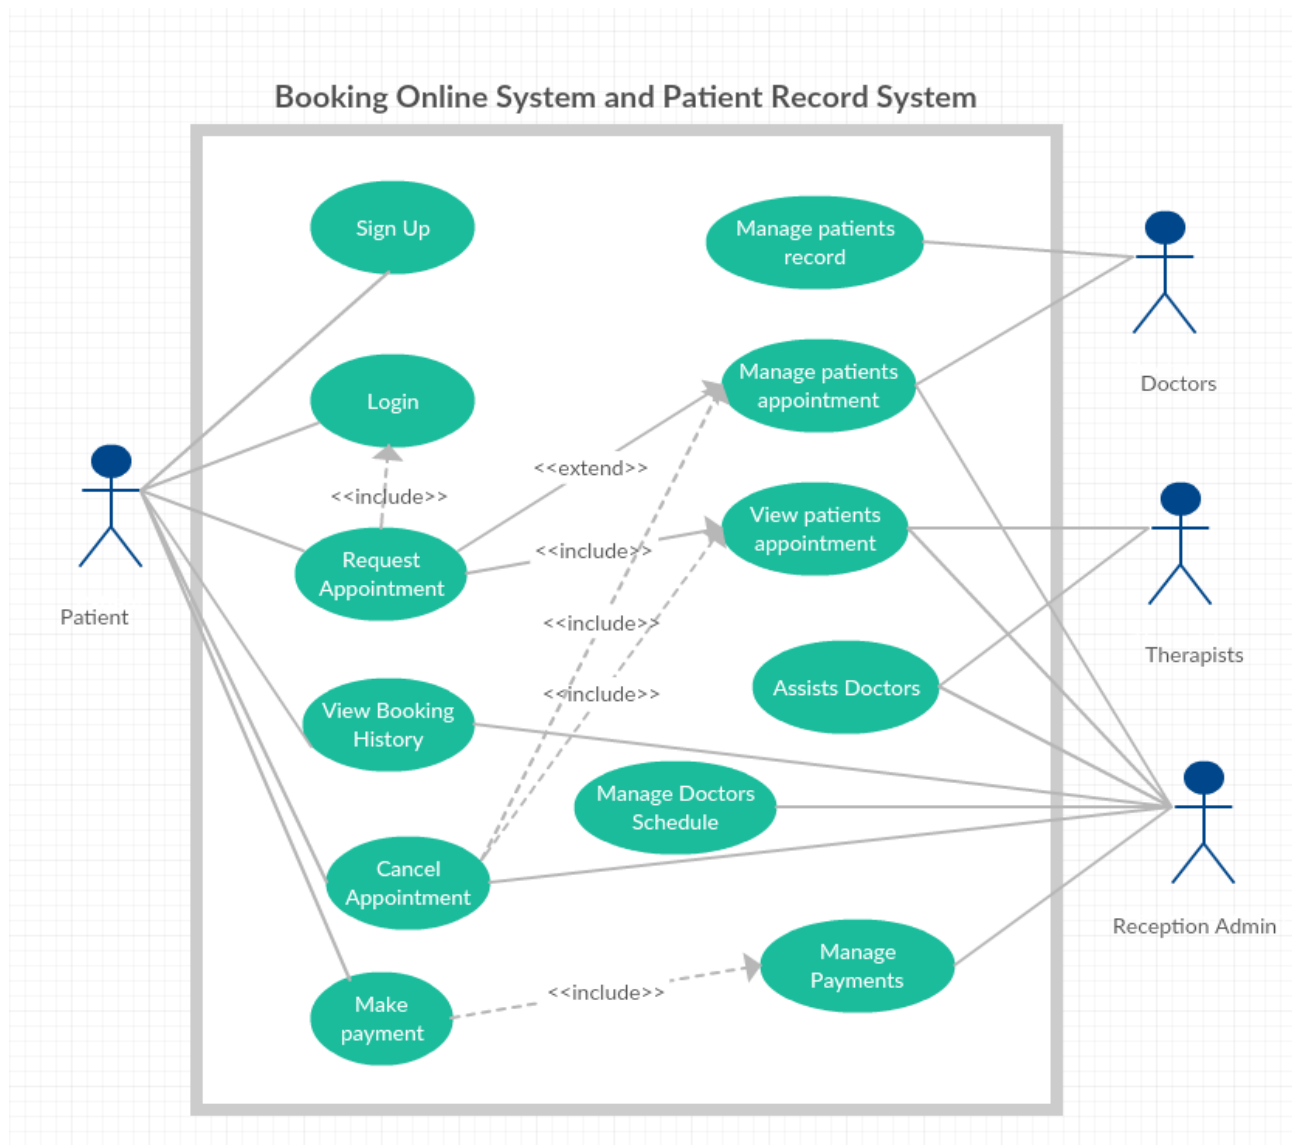 Booking Online System and Patient Record System
Sign Up
Manage patients
record
Doctors
Login
Manage patients
appointment
<<extend>>
<<include>>
Patient
Request
Appointment
<<include>>
View patients
appointment
Therapists
<<include>>
<<include>>
View Booking
History
Assists Doctors
Manage Doctors
Schedule
Cancel
Appointment
Reception Admin
Make
payment
<<include>>
Manage
Payments